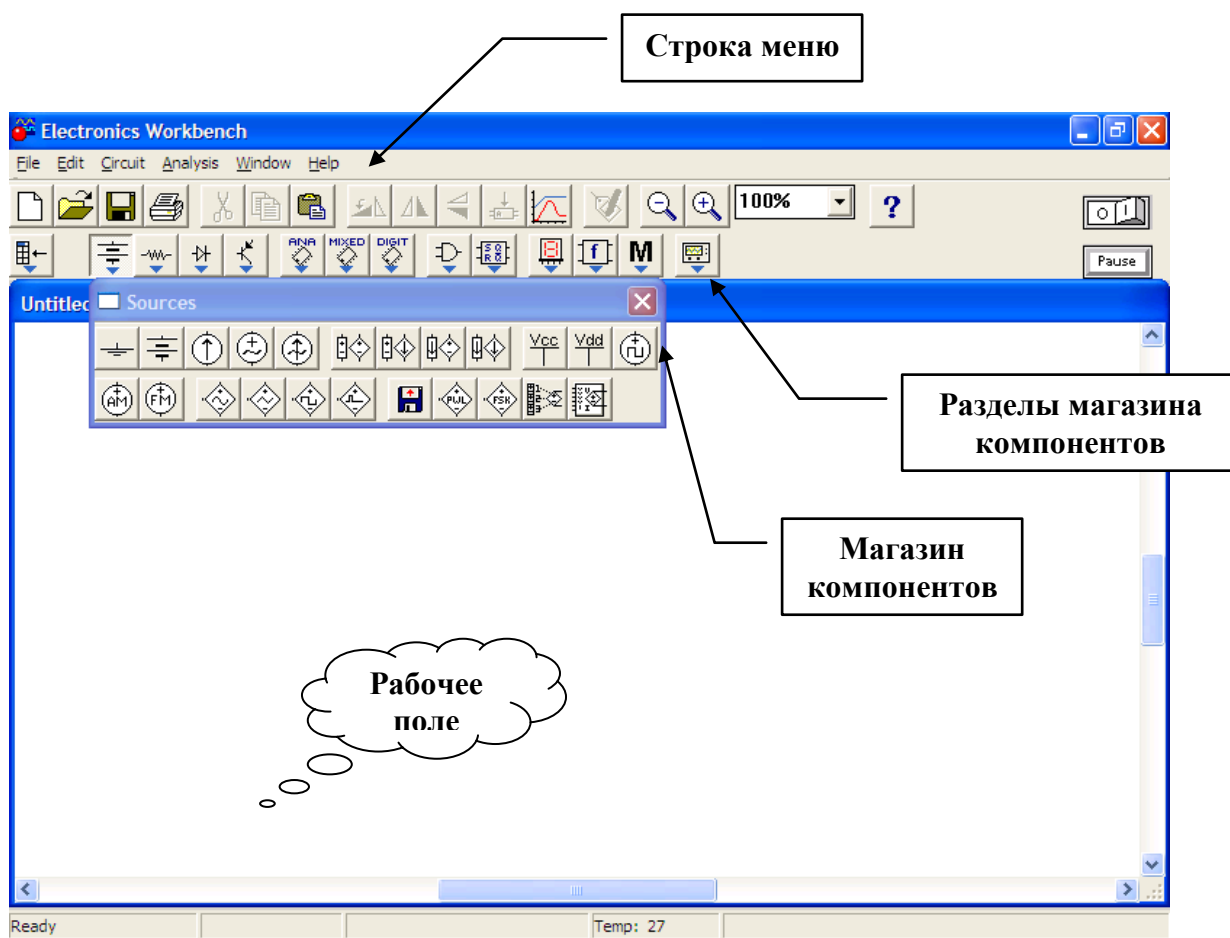 Строка меню
Electronics Workbench
File Edit Circuit Analysis Window Help
100%
?
O I
ANA MIXED DIGIT
f M
Pause
Untitled
Sources
Vcc Vdd
AM FM PWL FSK
Разделы магазина
компонентов
Магазин
компонентов
Рабочее
поле
Ready Temp: 27